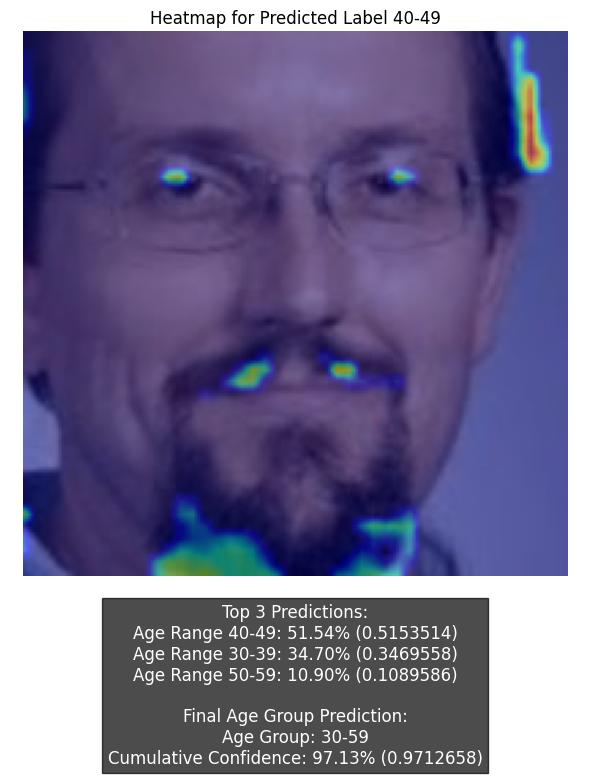 Heatmap for Predicted Label 40-49
Top 3 Predictions:
Age Range 40-49: 51.54% (0.5153514)
Age Range 30-39: 34.70% (0.3469558)
Age Range 50-59: 10.90% (0.1089586)
Final Age Group Prediction:
Age Group: 30-59
Cumulative Confidence: 97.13% (0.9712658)